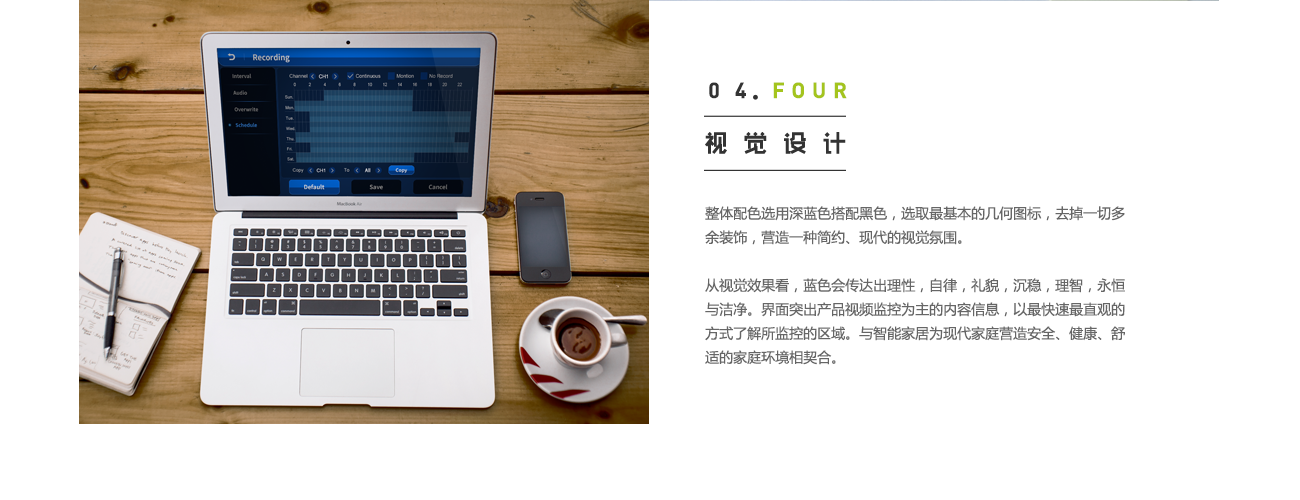 Recording
Channel CH1 Continuous Montion No Record
0 2 4 6 8 10 12 14 16 18 20 22
Interval
Audio
Overwrite
Schedule
Sun.
Mon.
Tue.
Wed.
Thu.
Fri.
Sat.
Copy CH1 To All Copy
Default Save Cancel
MacBook Air
04. FOUR
视觉设计
整体配色选用深蓝色搭配黑色，选取最基本的几何图标，去掉一切多
余装饰，营造一种简约、现代的视觉氛围。
从视觉效果看，蓝色会传达出理性，自律，礼貌，沉稳，理智，永恒
与洁净。界面突出产品视频监控为主的内容信息，以最快速最直观的
方式了解所监控的区域。与智能家居为现代家庭营造安全、健康、舒
适的家庭环境相契合。